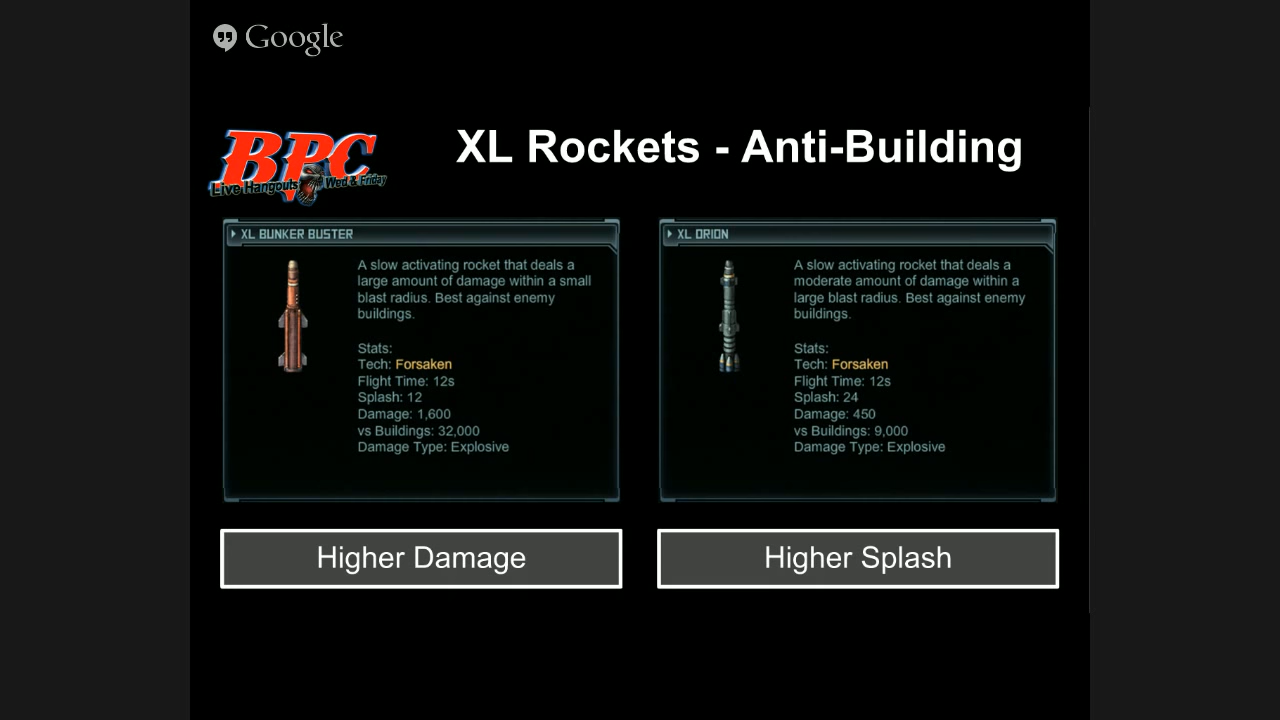 Google
BPC
Live Hangouts Wed & Friday
XL Rockets - Anti-Building
XL BUNKER BUSTER
A slow activating rocket that deals a
large amount of damage within a small
blast radius. Best against enemy
buildings.
Stats:
Tech: Forsaken
Flight Time: 12s
Splash: 12
Damage: 1,600
vs Buildings: 32,000
Damage Type: Explosive
Higher Damage
XL ORION
A slow activating rocket that deals a
moderate amount of damage within a
large blast radius. Best against enemy
buildings.
Stats:
Tech: Forsaken
Flight Time: 12s
Splash: 24
Damage: 450
vs Buildings: 9,000
Damage Type: Explosive
Higher Splash